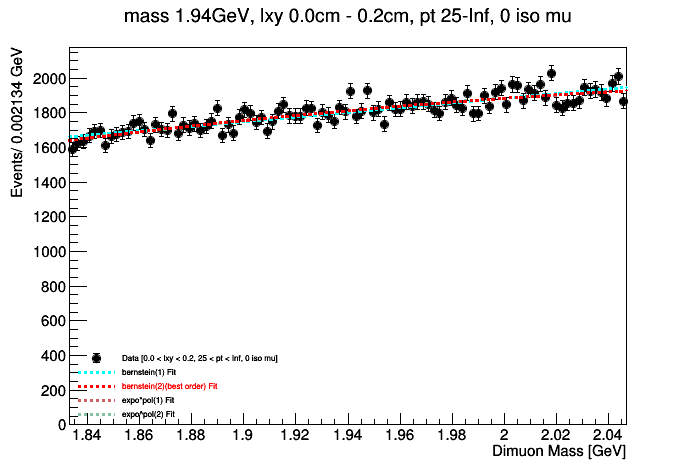 mass 1.94GeV, lxy 0.0cm - 0.2cm, pt 25-Inf, 0 iso mu
Events/ 0.002134 GeV
2000
1800
1600
1400
1200
1000
800
600
400
200
0
Data [0.0 < lxy < 0.2, 25 < pt < Inf, 0 iso mu]
bernstein(1) Fit
bernstein(2)(best order) Fit
expo*pol(1) Fit
expo*pol(2) Fit
1.84 1.86 1.88 1.9 1.92 1.94 1.96 1.98 2 2.02 2.04
Dimuon Mass [GeV]